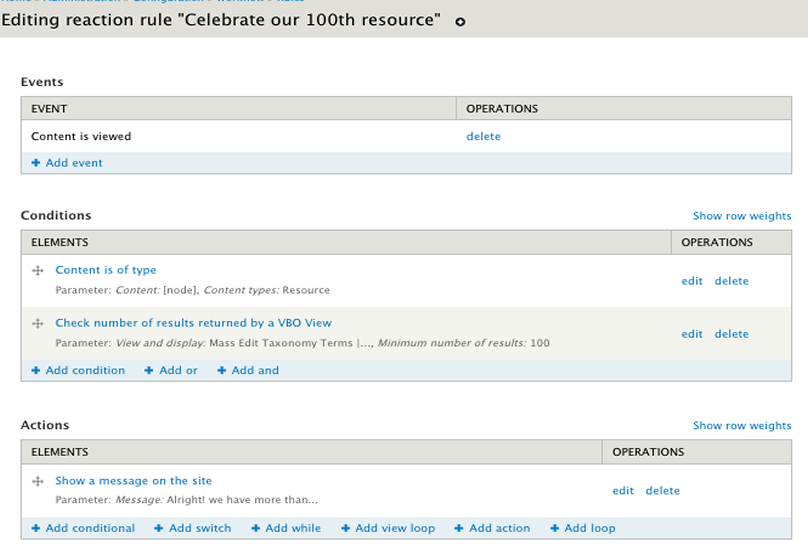 Home » Administration » Configuration » Workflow » Rules
Editing reaction rule "Celebrate our 100th resource"
Events
EVENT OPERATIONS
Content is viewed delete
Add event
Conditions Show row weights
ELEMENTS OPERATIONS
Content is of type
Parameter: Content: [node], Content types: Resource
edit delete
Check number of results returned by a VBO View
Parameter: View and display: Mass Edit Taxonomy Terms |..., Minimum number of results: 100
edit delete
Add condition Add or Add and
Actions Show row weights
ELEMENTS OPERATIONS
Show a message on the site
Parameter: Message: Alright! we have more than...
edit delete
Add conditional Add switch Add while Add view loop Add action Add loop